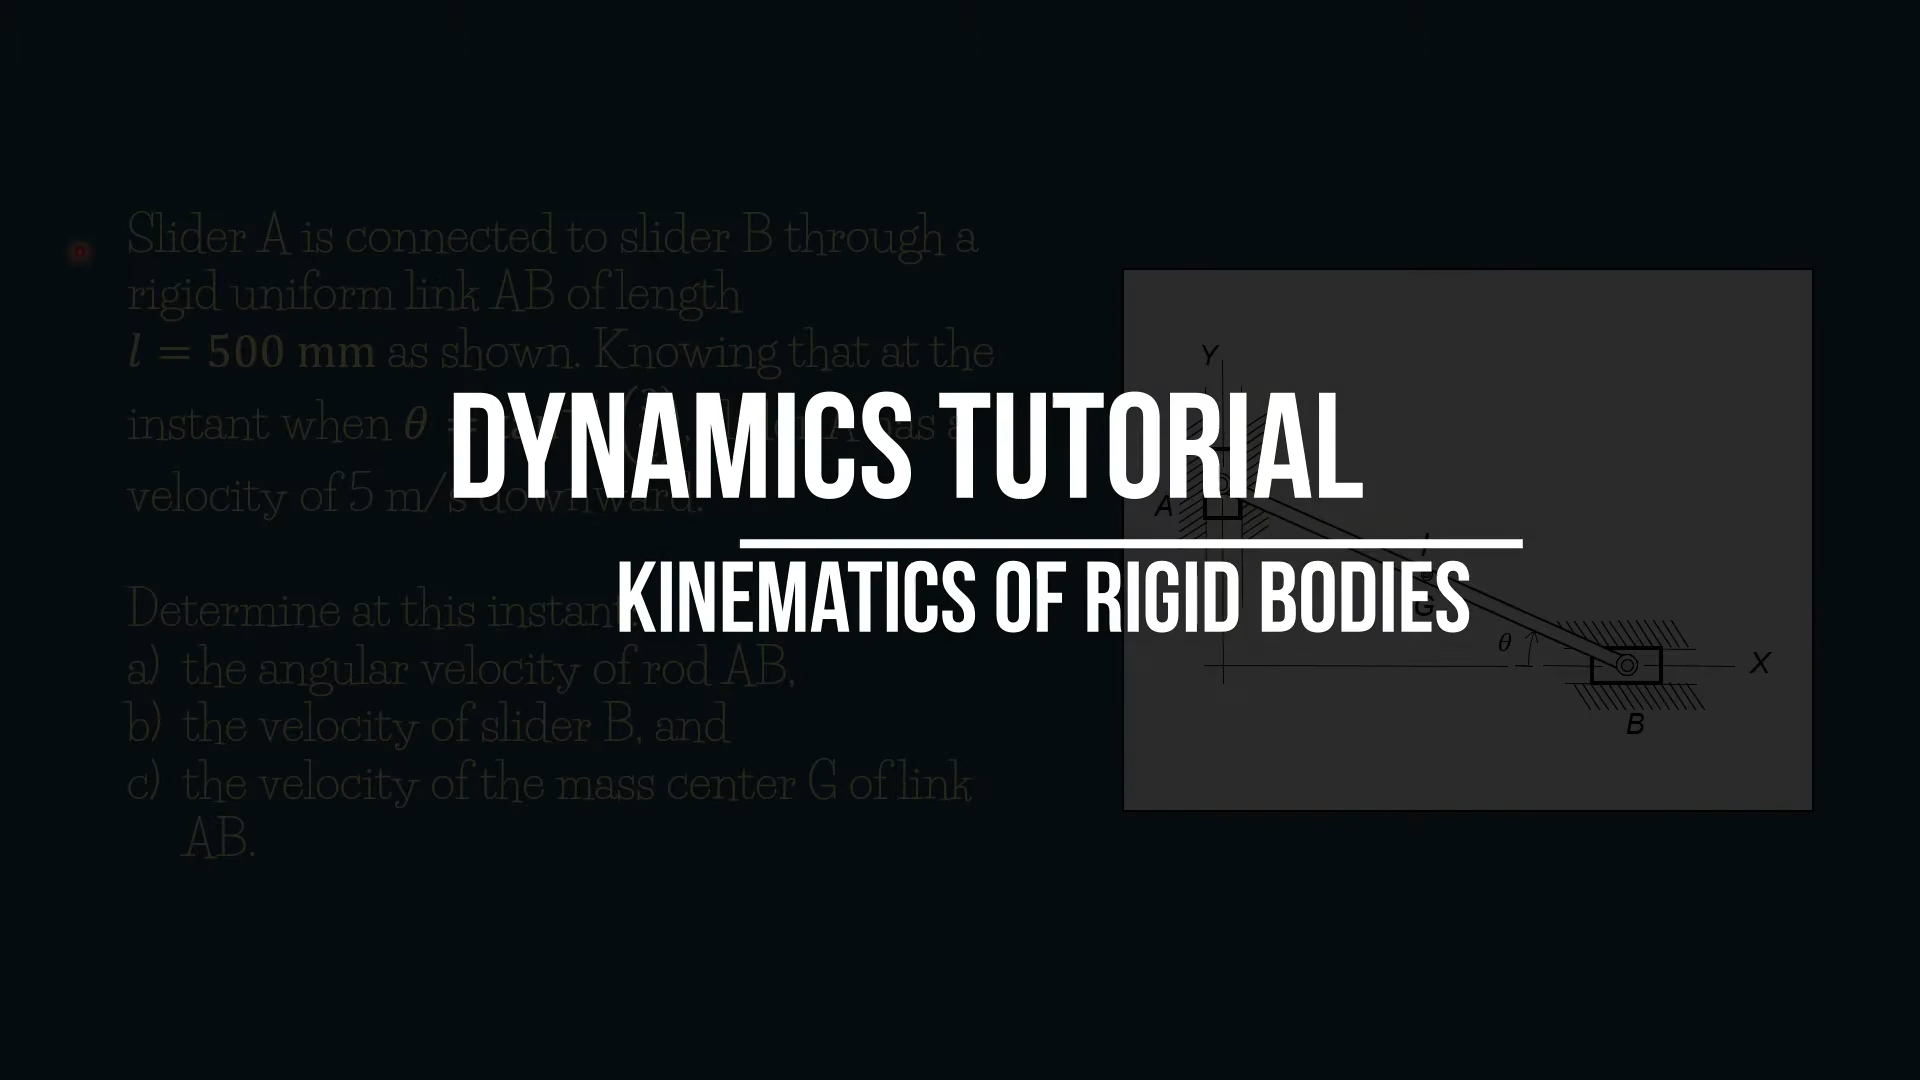 Slider A is connected to slider B through a
rigid uniform link AB of length
l = 500 mm as shown. Knowing that at the
instant when θ has a
velocity of 5 m/s downward.
DYNAMICS TUTORIAL
KINEMATICS OF RIGID BODIES
Determine at this instant:
a) the angular velocity of rod AB,
b) the velocity of slider B, and
c) the velocity of the mass center G of link
AB.
Y
A
l
G
θ
X
B